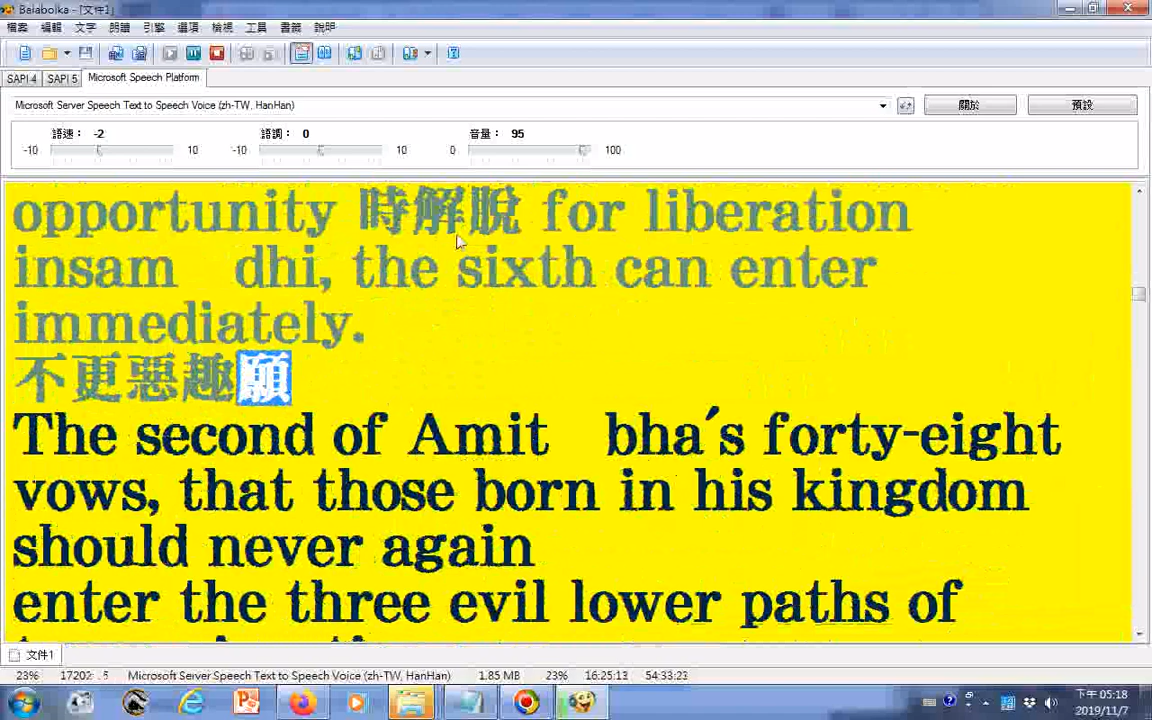 Balabolka - [文件1]
檔案 編輯 文字 朗讀 引擎 選項 檢視 工具 書籤 說明
SAPI 4 SAPI 5 Microsoft Speech Platform
Microsoft Server Speech Text to Speech Voice (zh-TW, HanHan) 關於 預設
語速： -2 語調： 0 音量： 95
-10 10 -10 10 0 100
opportunity 時解脫 for liberation
insam dhi, the sixth can enter
immediately.
不更惡趣願
The second of Amit bha′s forty-eight
vows, that those born in his kingdom
should never again
enter the three evil lower paths of
文件1
23% Microsoft Server Speech Text to Speech Voice (zh-TW, HanHan) 1.85 MB 23% 16:25:13 54:33:23
下午 05:18
2019/11/7